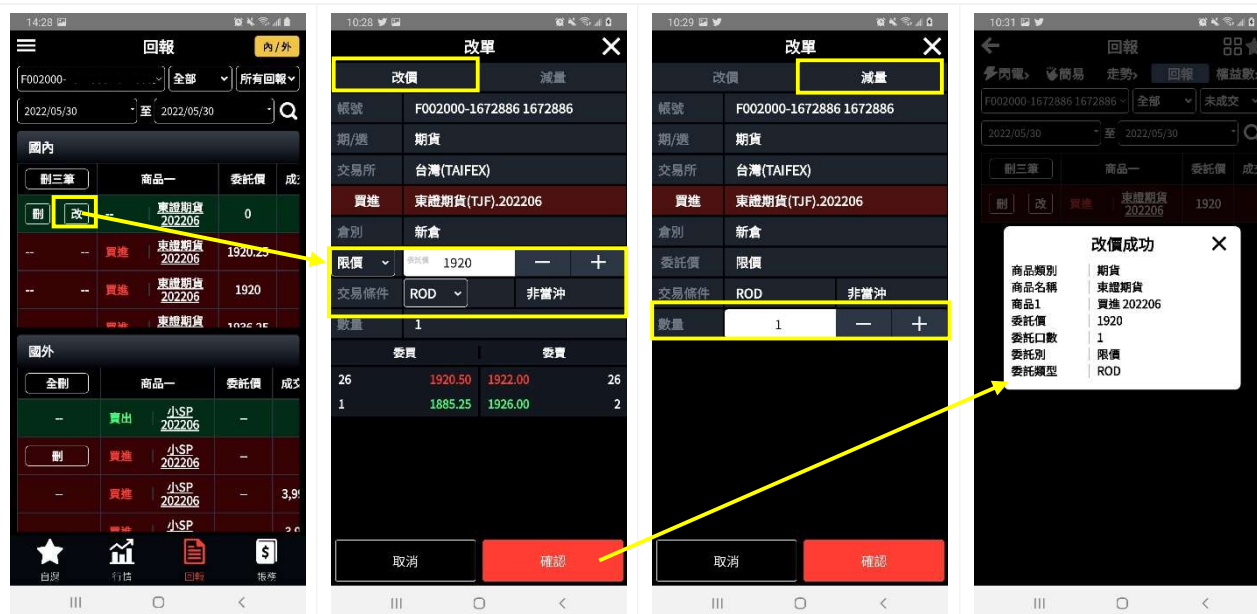 14:28
回報
內/外
F002000-
全部
所有回報
2022/05/30
至
2022/05/30
國內
刪三筆
商品一
委託價
刪
改
--
東證期貨
202206
0
--
--
買進
東證期貨
202206
1920.25
--
--
買進
東證期貨
202206
1920
東證期貨
國外
全刪
商品一
委託價
--
賣出
小SP
202206
--
刪
買進
小SP
202206
--
--
買進
小SP
202206
--
小SP
自選
行情
回報
帳務
10:28
改單
改價
減量
帳號
F002000-1672886 1672886
期/選
期貨
交易所
台灣(TAIFEX)
買進
東證期貨(TJF).202206
倉別
新倉
限價
委託價
1920
交易條件
ROD
非當沖
數量
1
委買
委賣
26
1920.50
1922.00
26
1
1885.25
1926.00
2
取消
確認
10:29
改單
改價
減量
帳號
F002000-1672886 1672886
期/選
期貨
交易所
台灣(TAIFEX)
買進
東證期貨(TJF).202206
倉別
新倉
委託價
限價
交易條件
ROD
非當沖
數量
1
取消
確認
10:31
回報
閃電
簡易
走勢
回報
權益數
F002000-1672886 1672886
全部
未成交
2022/05/30
至
2022/05/30
刪三筆
商品一
委託價
刪
改
買進
東證期貨
202206
1920
改價成功
商品類別
期貨
商品名稱
東證期貨
商品1
買進 202206
委託價
1920
委託口數
1
委託別
限價
委託類型
ROD